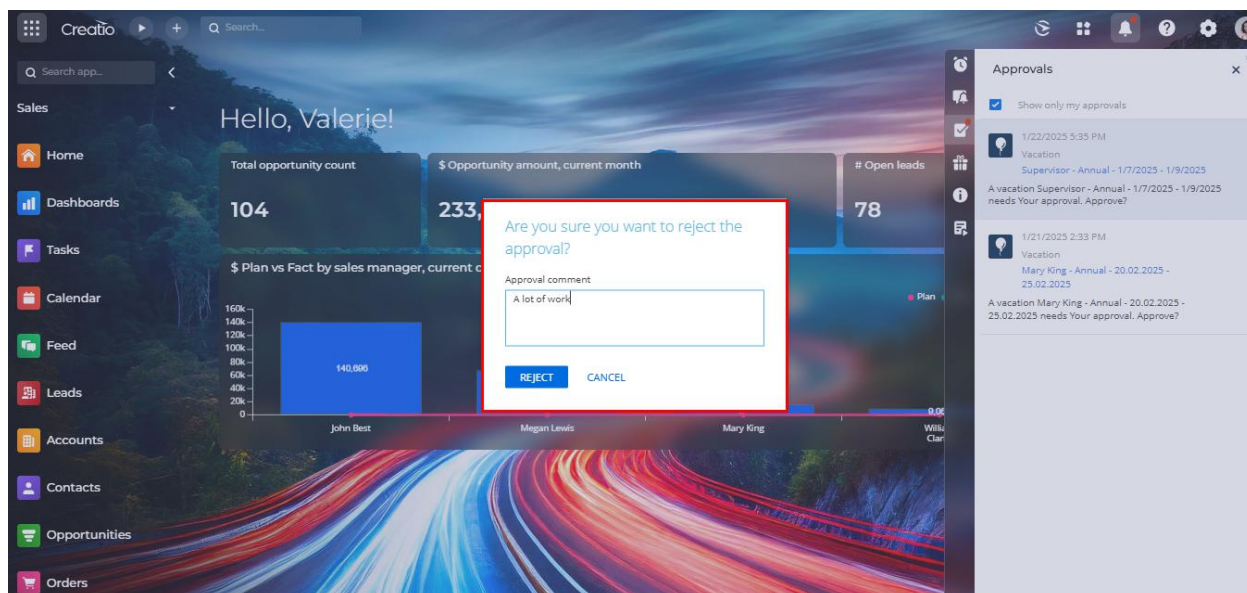 Creatio
Search...
Search app...
Sales
Home
Dashboards
Tasks
Calendar
Feed
Leads
Accounts
Contacts
Opportunities
Orders
Hello, Valerie!
Total opportunity count
104
$ Opportunity amount, current month
233,
# Open leads
78
$ Plan vs Fact by sales manager, current
Plan
160k
140k
120k
100k
80k
60k
40k
20k
0
140,696
John Best
Megan Lewis
Mary King
Are you sure you want to reject the
approval?
Approval comment
A lot of work
REJECT CANCEL
Approvals
Show only my approvals
1/22/2025 5:35 PM
Vacation
Supervisor - Annual - 1/7/2025 - 1/9/2025
A vacation Supervisor - Annual - 1/7/2025 - 1/9/2025
needs Your approval. Approve?
1/21/2025 2:33 PM
Vacation
Mary King - Annual - 20.02.2025 -
25.02.2025
A vacation Mary King - Annual - 20.02.2025 -
25.02.2025 needs Your approval. Approve?